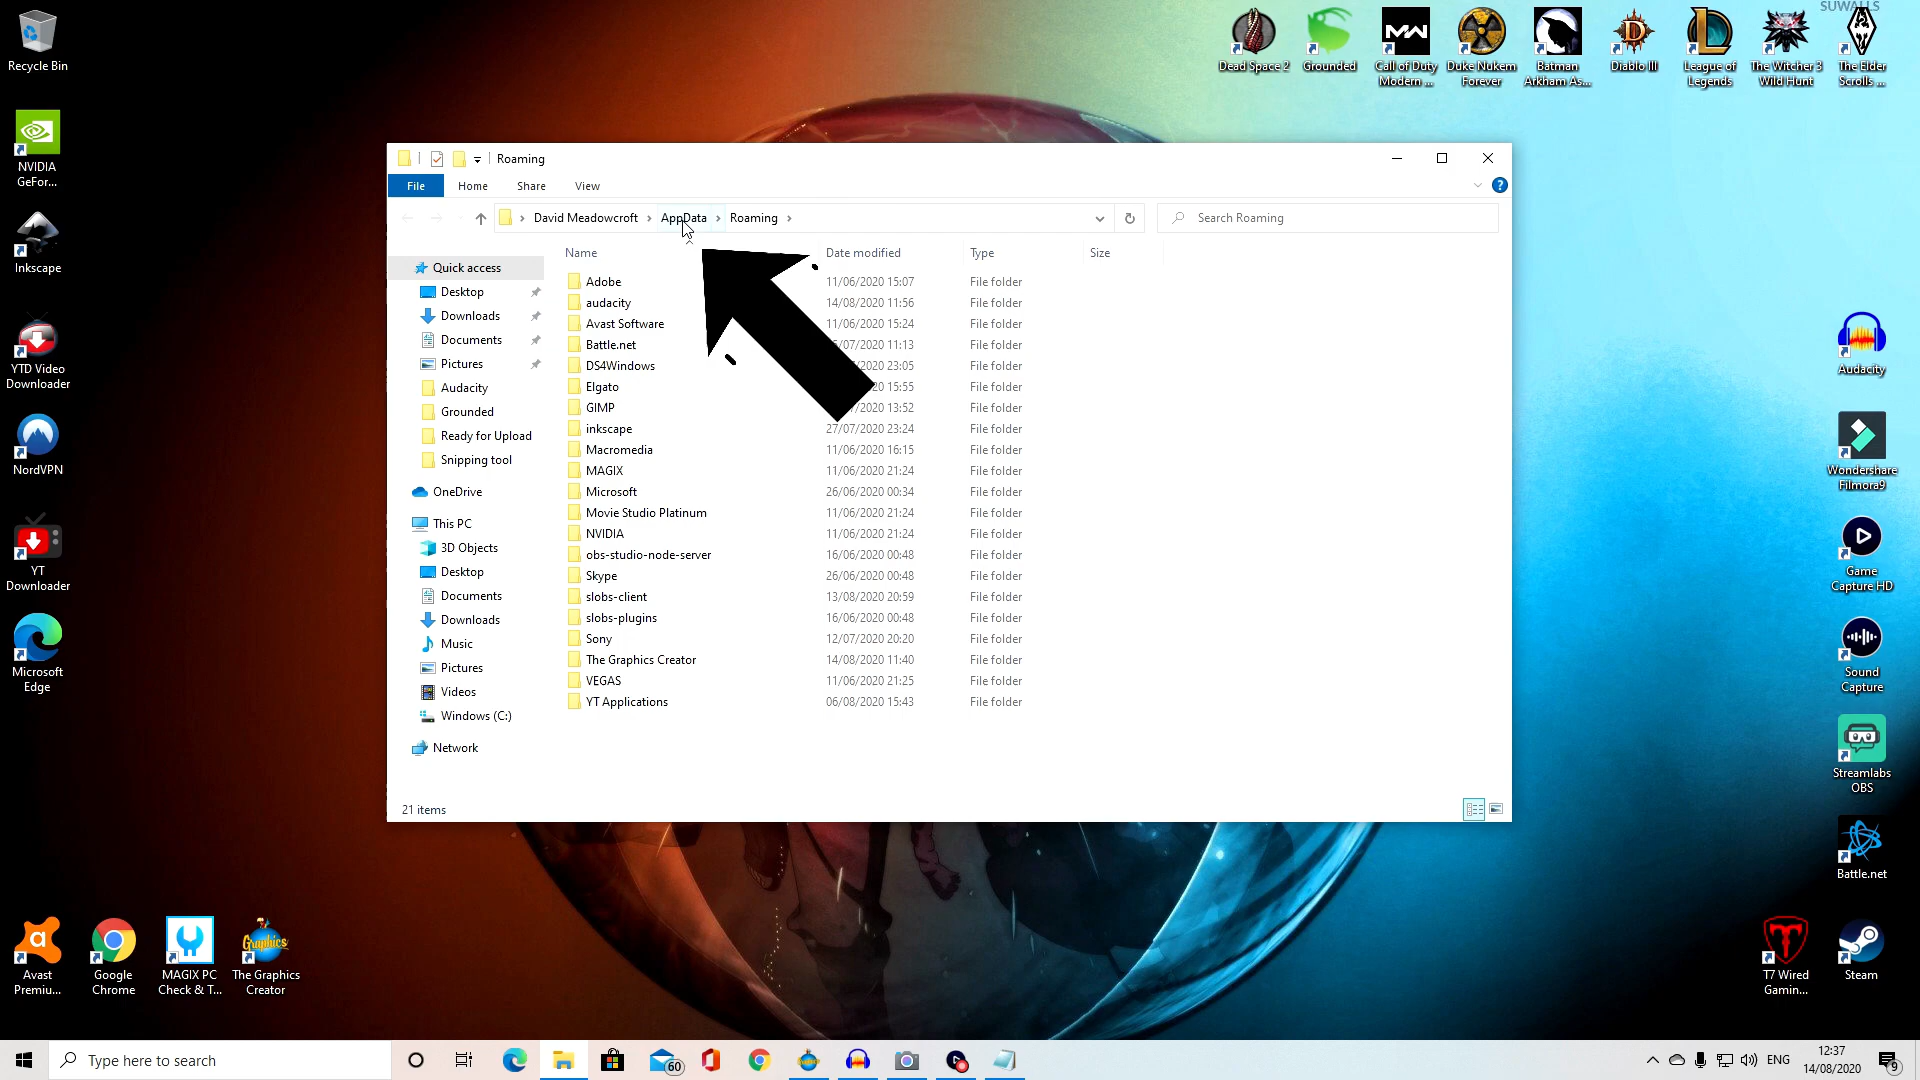 SUWALLS
Recycle Bin
Dead Space 2
Grounded
Call of Duty
Modern ...
Duke Nukem
Forever
Batman
Arkham As...
Diablo III
League of
Legends
The Witcher 3
Wild Hunt
The Elder
Scrolls ...
NVIDIA
GeFor...
Inkscape
YTD Video
Downloader
NordVPN
YT
Downloader
Microsoft
Edge
Roaming
File Home Share View
David Meadowcroft AppData Roaming
Search Roaming
Name Date modified Type Size
Quick access
Desktop
Downloads
Documents
Pictures
Audacity
Grounded
Ready for Upload
Snipping tool
OneDrive
This PC
3D Objects
Desktop
Documents
Downloads
Music
Pictures
Videos
Windows (C:)
Network
Adobe 11/06/2020 15:07 File folder
audacity 14/08/2020 11:56 File folder
Avast Software 11/06/2020 15:24 File folder
Battle.net /07/2020 11:13 File folder
DS4Windows 2020 23:05 File folder
Elgato 20 15:55 File folder
GIMP 2020 13:52 File folder
inkscape 27/07/2020 23:24 File folder
Macromedia 11/06/2020 16:15 File folder
MAGIX 11/06/2020 21:24 File folder
Microsoft 26/06/2020 00:34 File folder
Movie Studio Platinum 11/06/2020 21:24 File folder
NVIDIA 11/06/2020 21:24 File folder
obs-studio-node-server 16/06/2020 00:48 File folder
Skype 26/06/2020 00:48 File folder
slobs-client 13/08/2020 20:59 File folder
slobs-plugins 16/06/2020 00:48 File folder
Sony 12/07/2020 20:20 File folder
The Graphics Creator 14/08/2020 11:40 File folder
VEGAS 11/06/2020 21:25 File folder
YT Applications 06/08/2020 15:43 File folder
21 items
Audacity
Wondershare
Filmora9
Game
Capture HD
Sound
Capture
Streamlabs
OBS
Battle.net
Avast
Premiu...
Google
Chrome
MAGIX PC
Check & T...
Graphics
The Graphics
Creator
T7 Wired
Gamin...
Steam
Type here to search
60
ENG
12:37
14/08/2020
9